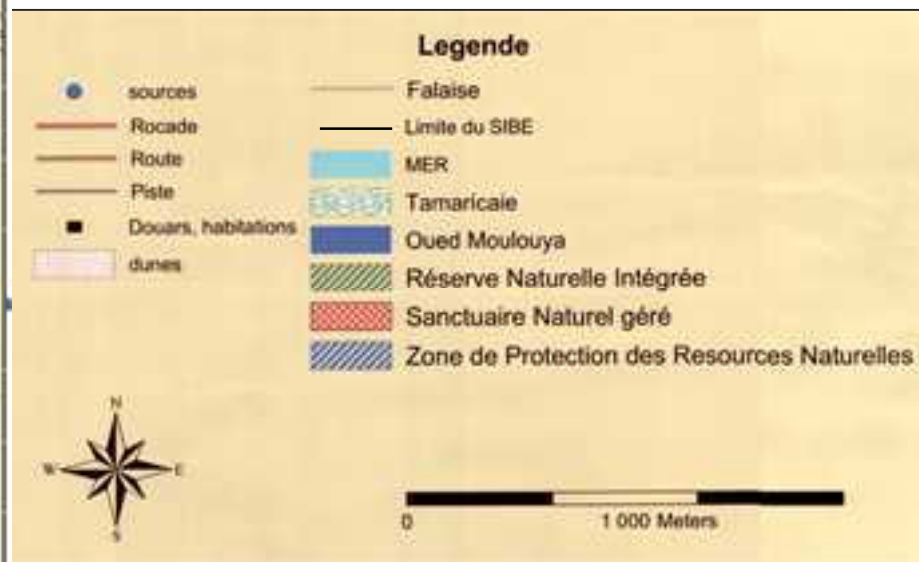 Legende
sources
Rocade
Route
Piste
Douars, habitations
dunes
Falaise
Limite du SIBE
MER
Tamaricaie
Oued Moulouya
Réserve Naturelle Intégrée
Sanctuaire Naturel géré
Zone de Protection des Resources Naturelles
N
W E
S
0 1 000 Meters